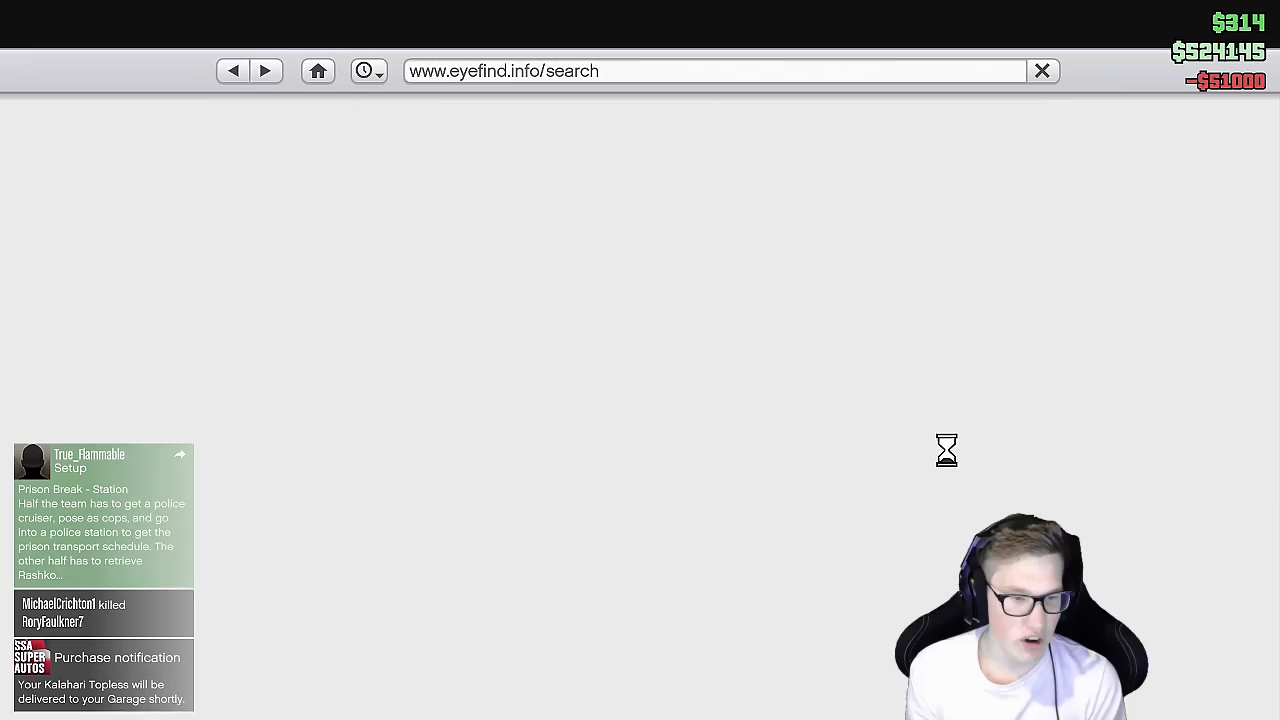 $314
$524145
-$51000
www.eyefind.info/search
True_Flammable
Setup
Prison Break - Station
Half the team has to get a police
cruiser, pose as cops, and go
into a police station to get the
prison transport schedule. The
other half has to retrieve
Rashko...
MichaelCrichton1 killed
RoryFaulkner7
SSA
SUPER
AUTOS
Purchase notification
Your Kalahari Topless will be
delivered to your Garage shortly.